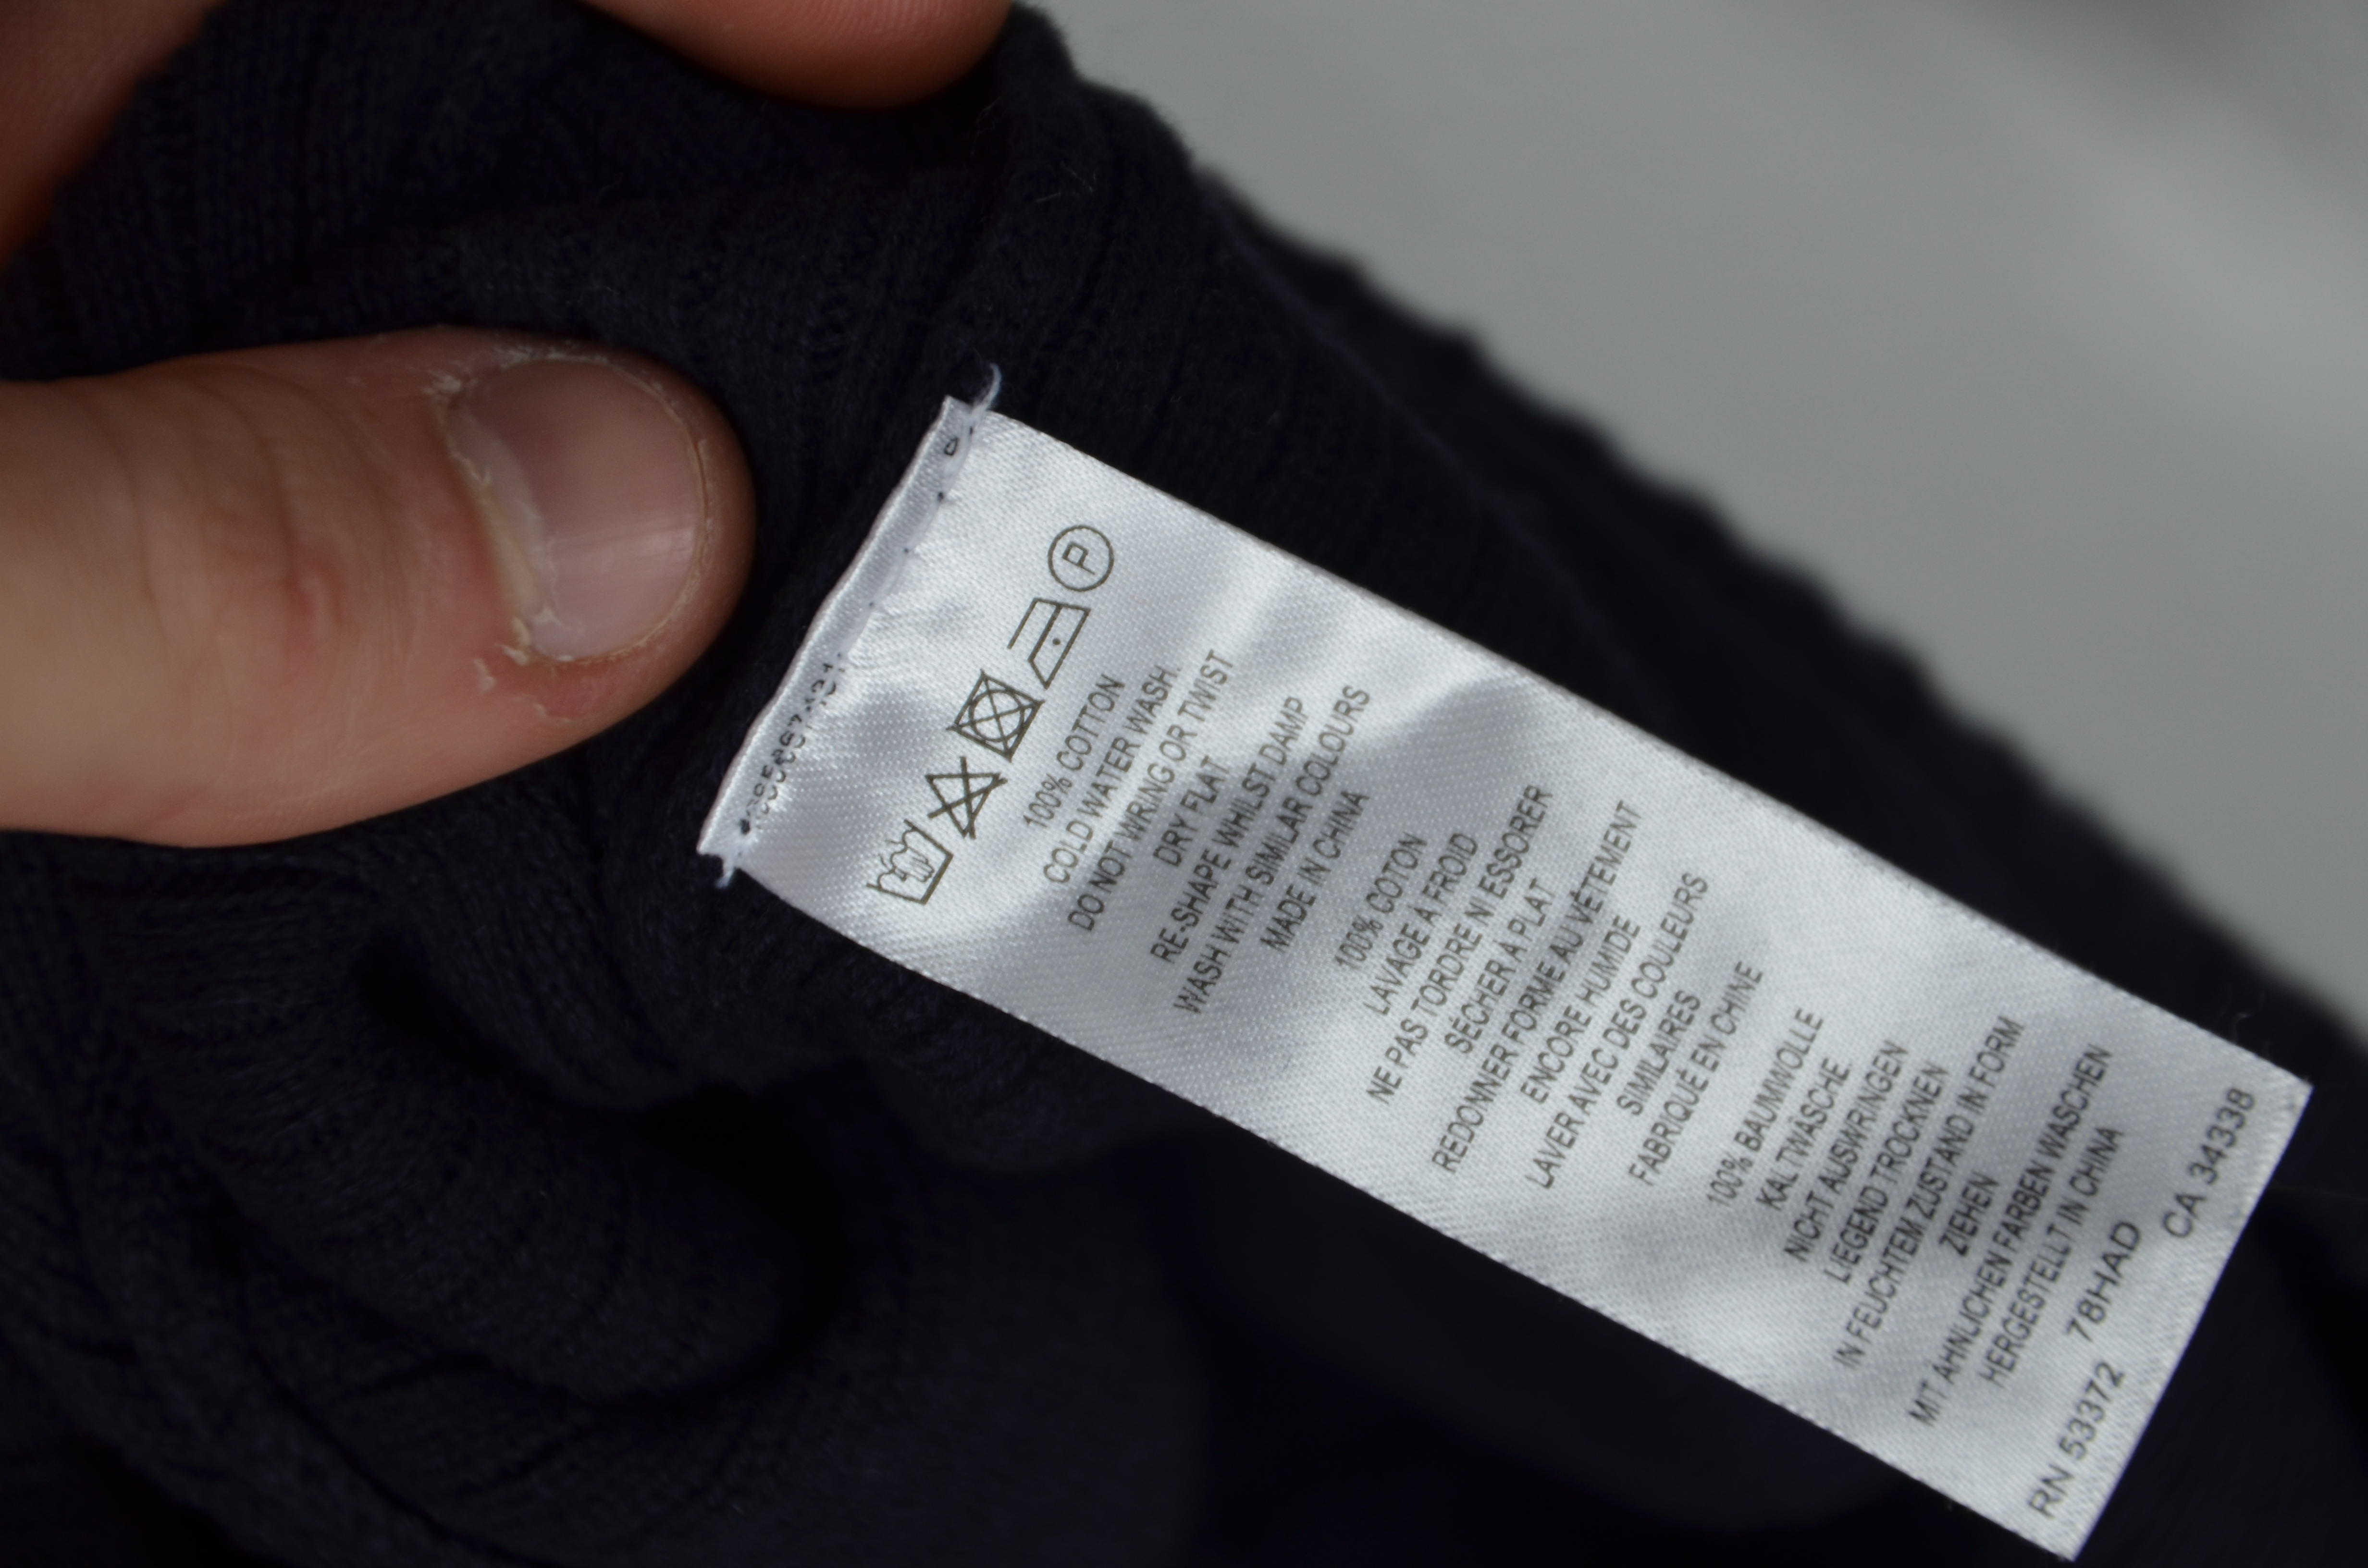 P
100% COTTON
COLD WATER WASH
DO NOT WRING OR TWIST
DRY FLAT
RE-SHAPE WHILST DAMP
WASH WITH SIMILAR COLOURS
MADE IN CHINA
100% COTON
LAVAGE A FROID
NE PAS TORDRE NI ESSORER
SÉCHER À PLAT
REDONNER FORME AU VÊTEMENT
ENCORE HUMIDE
LAVER AVEC DES COULEURS
SIMILAIRES
FABRIQUÉ EN CHINE
100% BAUMWOLLE
KALTWÄSCHE
NICHT AUSWRINGEN
LIEGEND TROCKNEN
IN FEUCHTEM ZUSTAND IN FORM
ZIEHEN
MIT ÄHNLICHEN FARBEN WASCHEN
HERGESTELLT IN CHINA
RN 53372 78HAD CA 34338